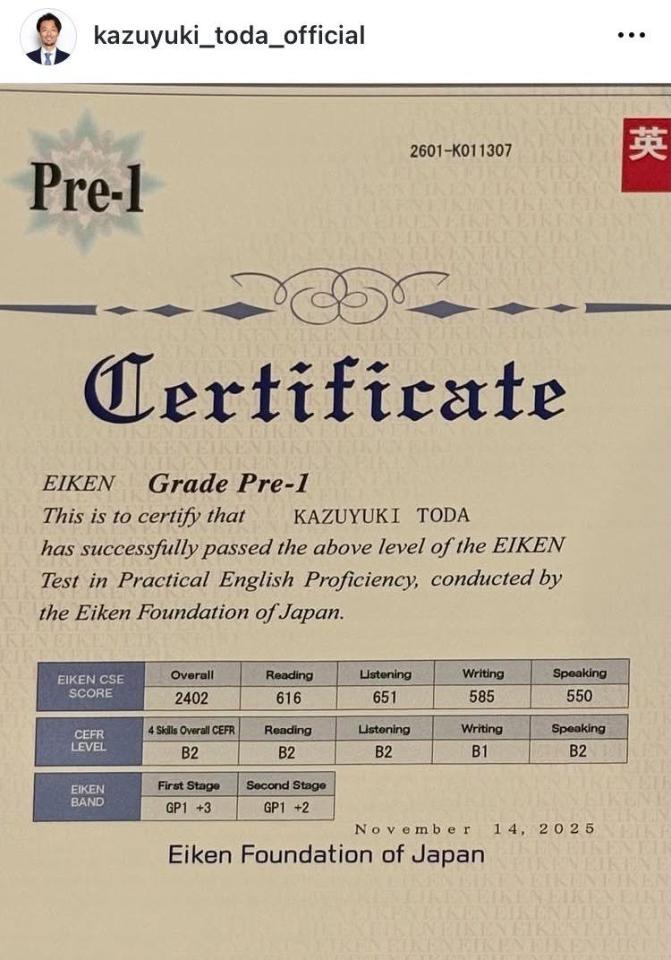 kazuyuki_toda_official
2601-K011307
英
Pre-1
Certificate
EIKEN Grade Pre-1
This is to certify that KAZUYUKI TODA
has successfully passed the above level of the EIKEN
Test in Practical English Proficiency, conducted by
the Eiken Foundation of Japan.
EIKEN CSE SCORE Overall Reading Listening Writing Speaking
2402 616 651 585 550
CEFR LEVEL 4 Skills Overall CEFR Reading Listening Writing Speaking
B2 B2 B2 B1 B2
EIKEN BAND First Stage Second Stage
GP1 +3 GP1 +2
November 14, 2025
Eiken Foundation of Japan